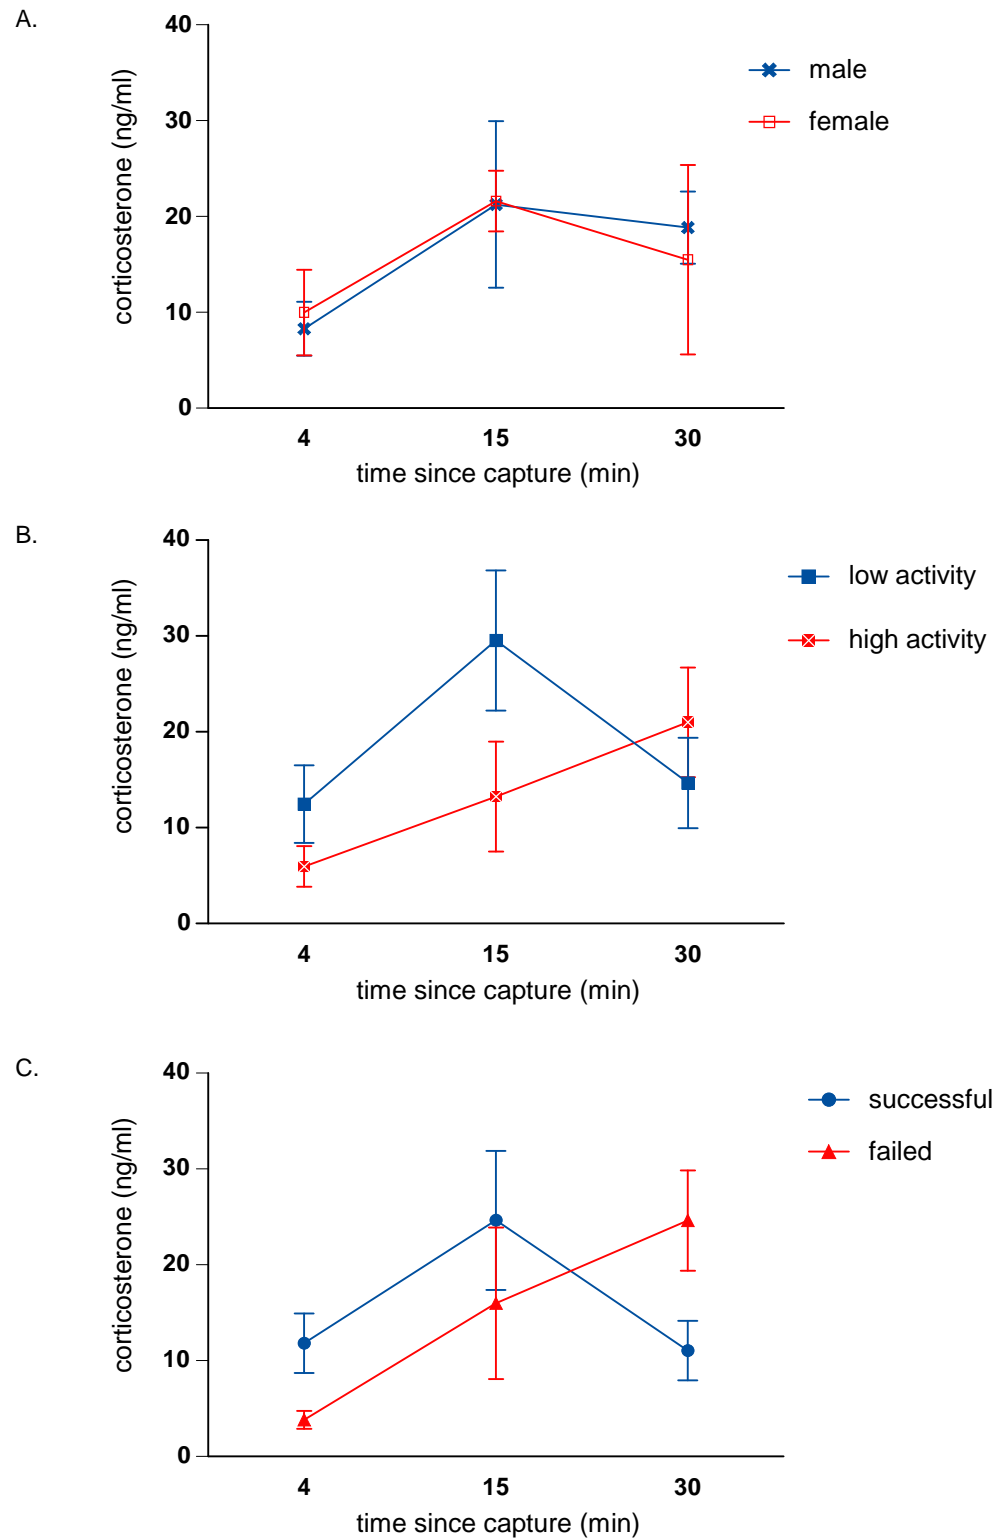 A.
40
30
20
10
0
corticosterone (ng/ml)
4 15 30
time since capture (min)
male
female
B.
40
30
20
10
0
corticosterone (ng/ml)
4 15 30
time since capture (min)
low activity
high activity
C.
40
30
20
10
0
corticosterone (ng/ml)
4 15 30
time since capture (min)
successful
failed